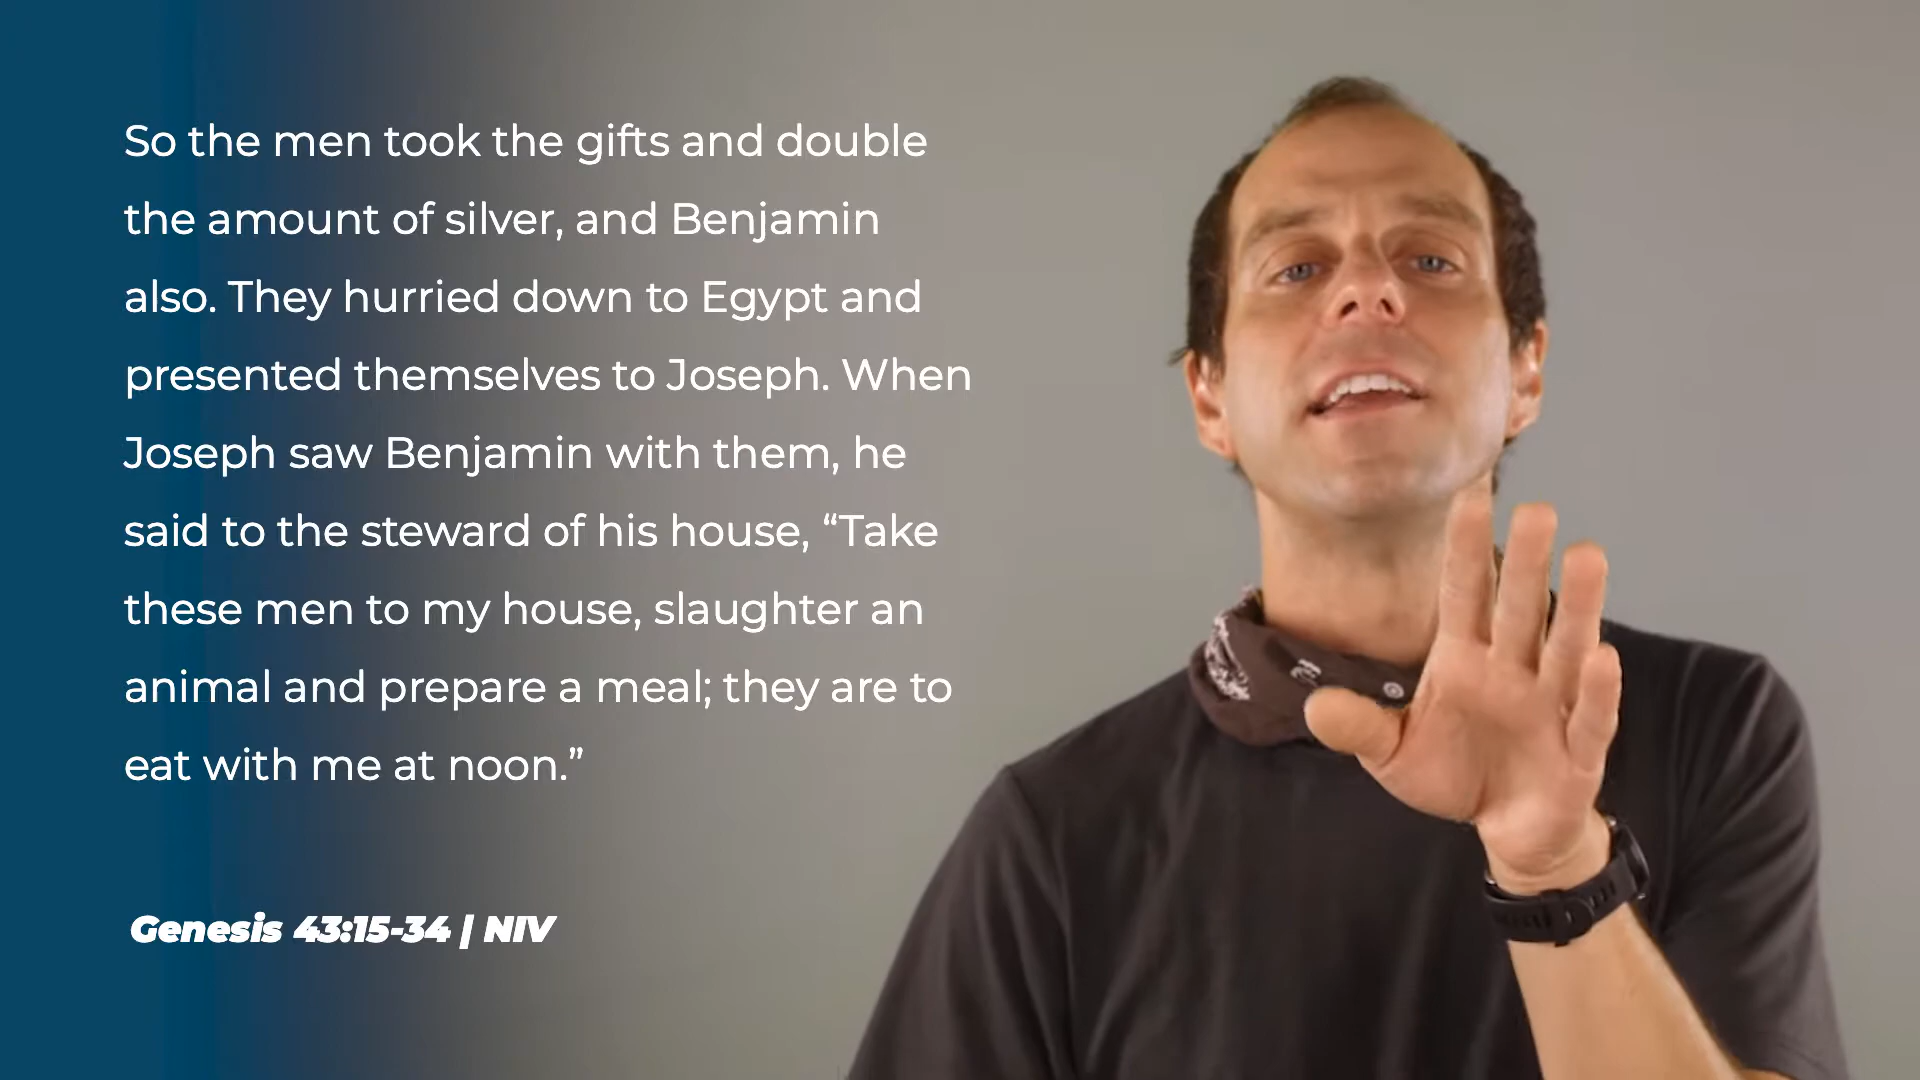 So the men took the gifts and double
the amount of silver, and Benjamin
also. They hurried down to Egypt and
presented themselves to Joseph. When
Joseph saw Benjamin with them, he
said to the steward of his house, “Take
these men to my house, slaughter an
animal and prepare a meal; they are to
eat with me at noon.”
Genesis 43:15-34 | NIV